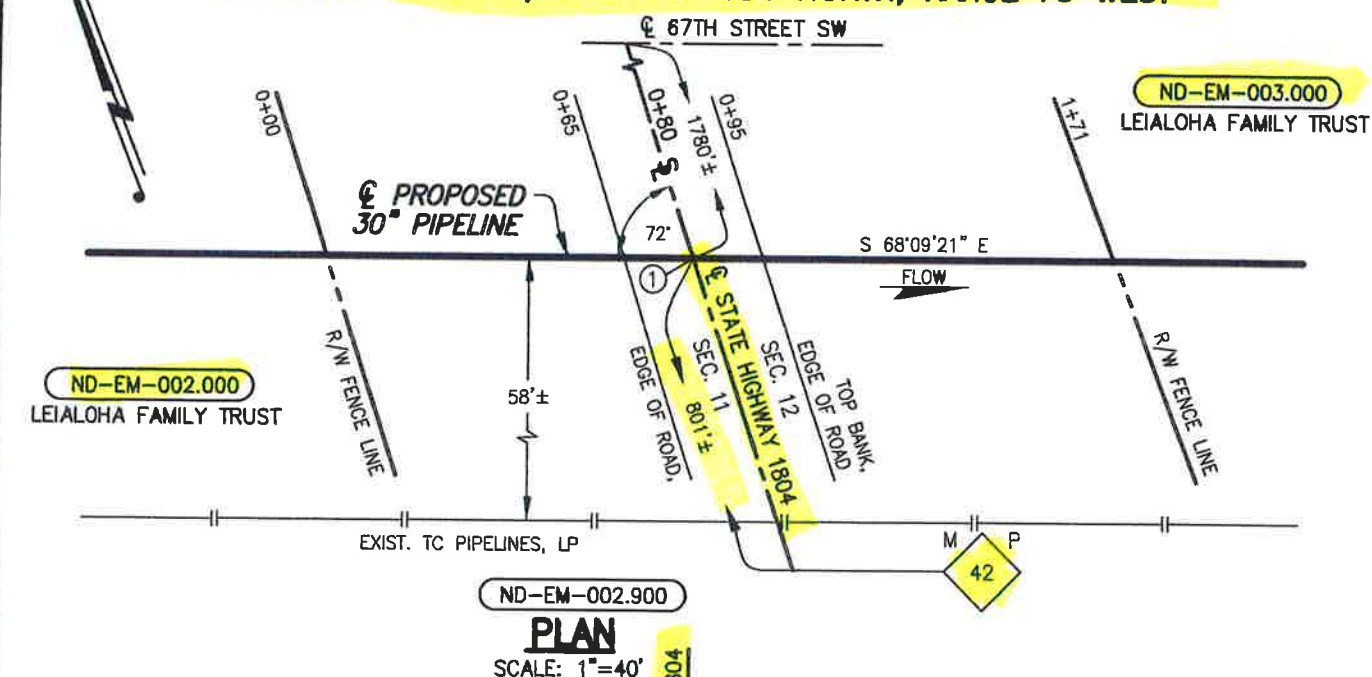 ℄ 67TH STREET SW
0+00
0+65
0+80 ℄
1780'±
0+95
1+71
ND-EM-003.000
LEIALOHA FAMILY TRUST
℄ PROPOSED
30" PIPELINE
72°
1
S 68°09'21" E
FLOW
ND-EM-002.000
LEIALOHA FAMILY TRUST
R/W FENCE LINE
58'±
EDGE OF ROAD,
801'±
SEC. 11
℄ STATE HIGHWAY 1804
SEC. 12
TOP BANK,
EDGE OF ROAD
R/W FENCE LINE
EXIST. TC PIPELINES, LP
M P
42
ND-EM-002.900
PLAN
SCALE: 1"=40'